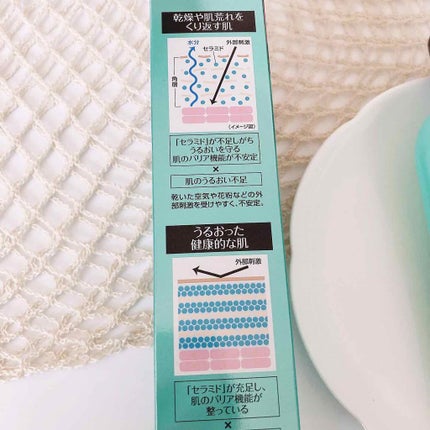 乾燥や肌荒れを
くり返す肌
水分
セラミド
外部刺激
角層
〈イメージ図〉
「セラミド」が不足しがち
うるおいを守る
肌のバリア機能が不安定
×
肌のうるおい不足
乾いた空気や花粉などの外
部刺激を受けやすく、不安定。
うるおった
健康的な肌
外部刺激
「セラミド」が充足し、
肌のバリア機能が
整っている
×